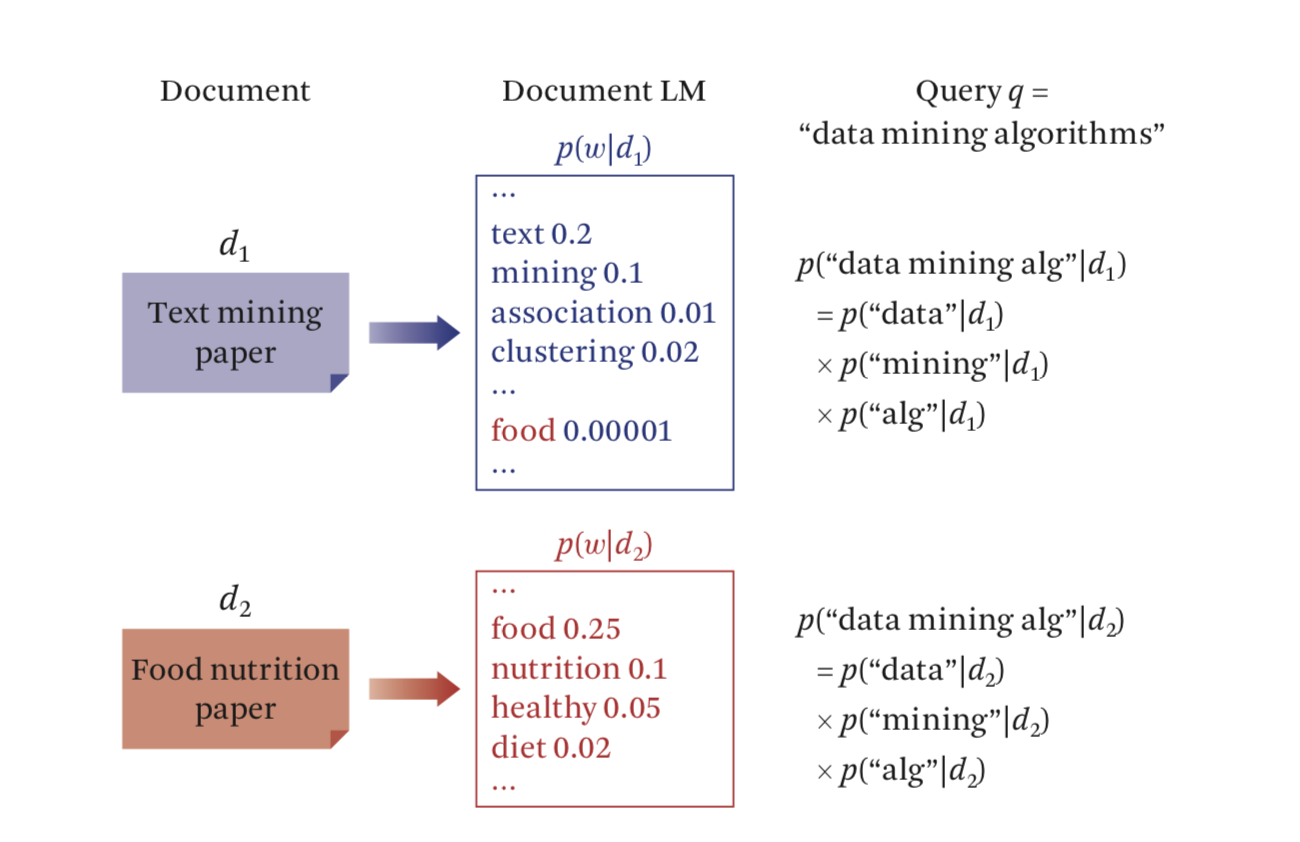 Document
Document LM
Query q =
“data mining algorithms”
d₁
Text mining
paper
p(w|d₁)
...
text 0.2
mining 0.1
association 0.01
clustering 0.02
...
food 0.00001
...
p(“data mining alg”|d₁)
= p(“data”|d₁)
× p(“mining”|d₁)
× p(“alg”|d₁)
d₂
Food nutrition
paper
p(w|d₂)
...
food 0.25
nutrition 0.1
healthy 0.05
diet 0.02
...
p(“data mining alg”|d₂)
= p(“data”|d₂)
× p(“mining”|d₂)
× p(“alg”|d₂)